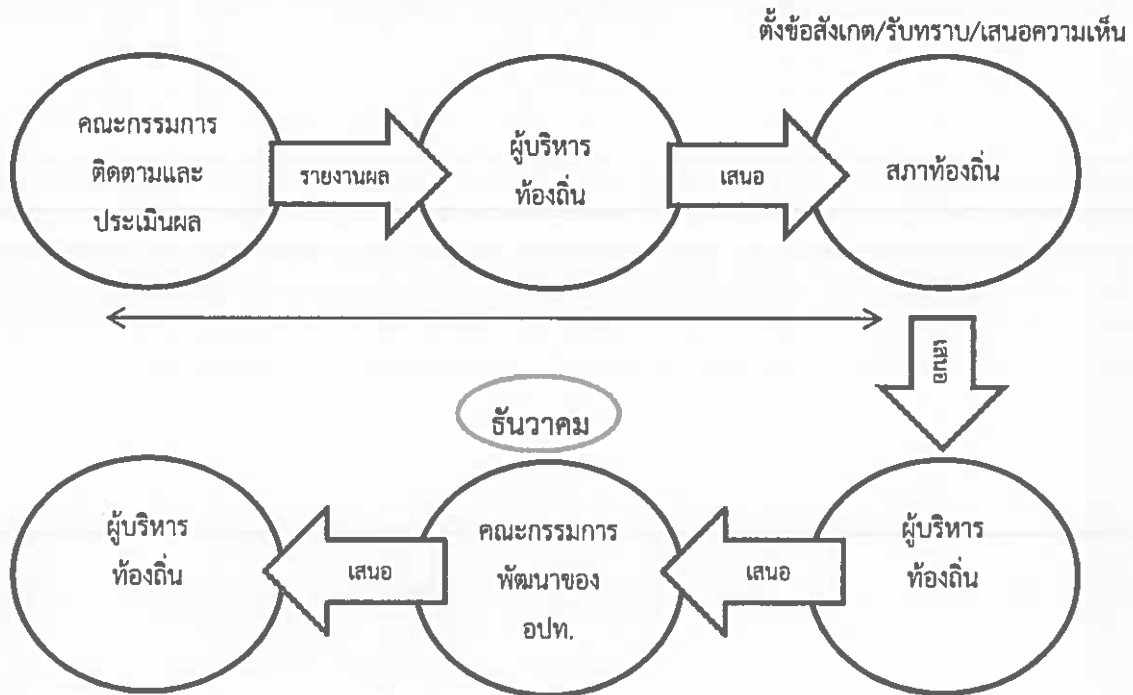 ตั้งข้อสังเกต/รับทราบ/เสนอความเห็น
คณะกรรมการ
ติดตามและ
ประเมินผล
รายงานผล
ผู้บริหาร
ท้องถิ่น
เสนอ
สภาท้องถิ่น
เสนอ
ธันวาคม
ผู้บริหาร
ท้องถิ่น
เสนอ
คณะกรรมการ
พัฒนาของ
อปท.
เสนอ
ผู้บริหาร
ท้องถิ่น